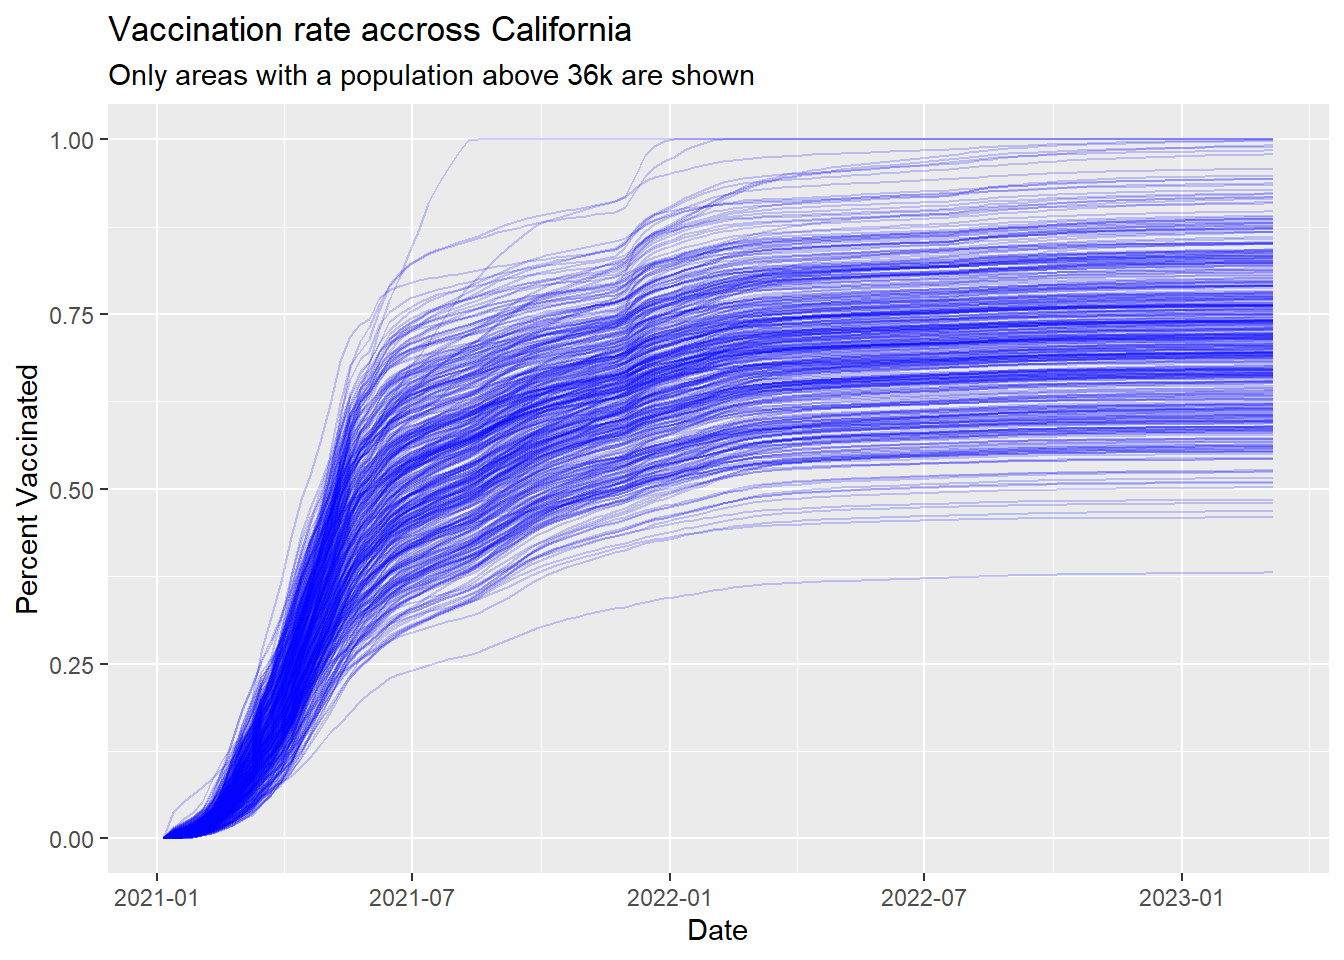 Vaccination rate accross California
Only areas with a population above 36k are shown
1.00
0.75
0.50
0.25
0.00
Percent Vaccinated
2021-01 2021-07 2022-01 2022-07 2023-01
Date